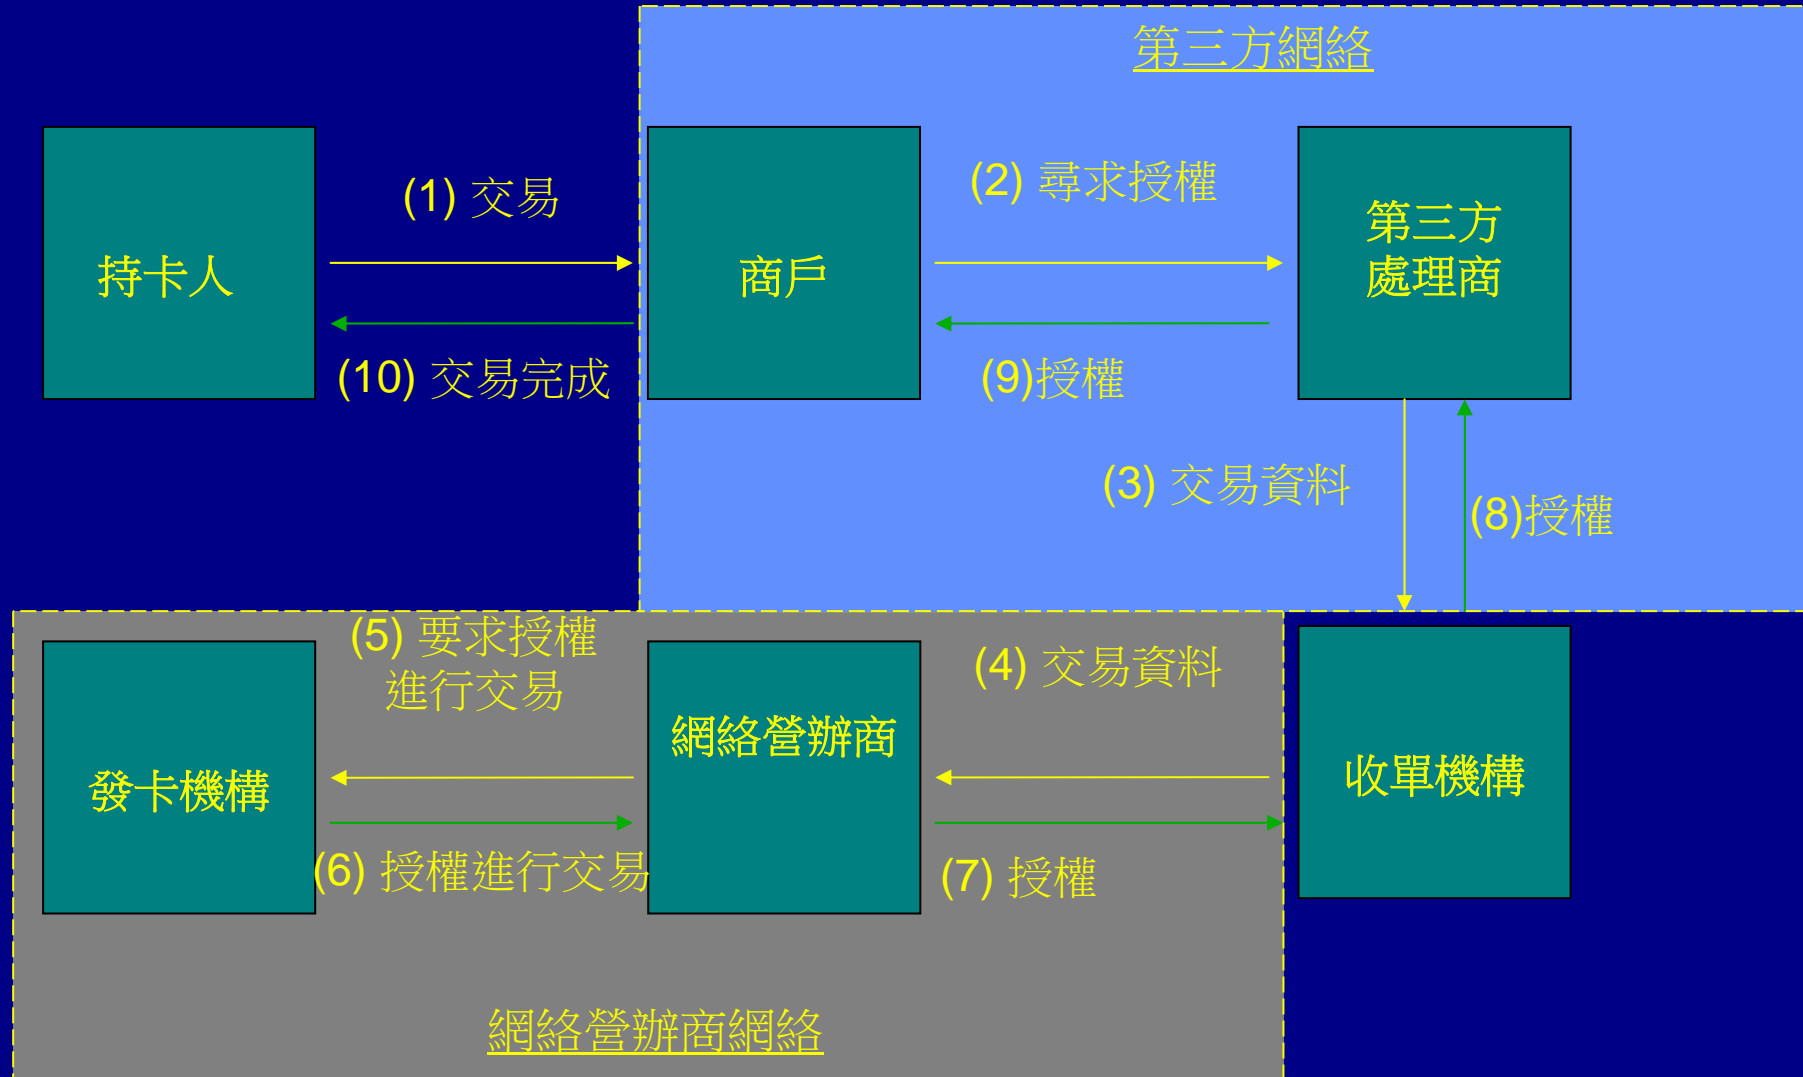 第三方網絡
持卡人
(1) 交易
(10) 交易完成
商戶
(2) 尋求授權
(9)授權
第三方
處理商
(3) 交易資料
(8)授權
發卡機構
(5) 要求授權
進行交易
(6) 授權進行交易
網絡營辦商
(4) 交易資料
(7) 授權
收單機構
網絡營辦商網絡